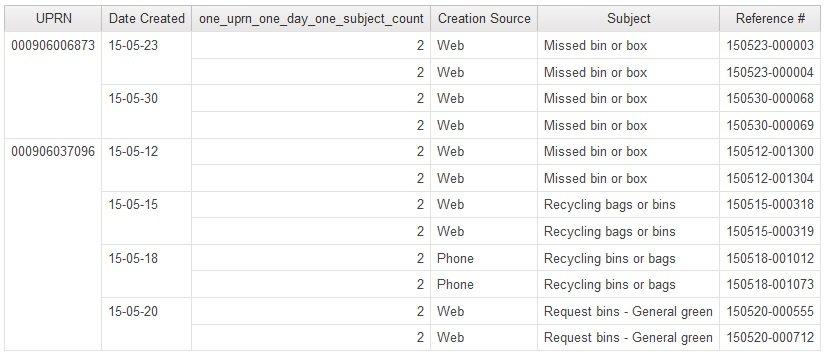 UPRN Date Created one_uprn_one_day_one_subject_count Creation Source Subject Reference #
000906006873 15-05-23 2 Web Missed bin or box 150523-000003
2 Web Missed bin or box 150523-000004
15-05-30 2 Web Missed bin or box 150530-000068
2 Web Missed bin or box 150530-000069
000906037096 15-05-12 2 Web Missed bin or box 150512-001300
2 Web Missed bin or box 150512-001304
15-05-15 2 Web Recycling bags or bins 150515-000318
2 Web Recycling bags or bins 150515-000319
15-05-18 2 Phone Recycling bins or bags 150518-001012
2 Phone Recycling bins or bags 150518-001073
15-05-20 2 Web Request bins - General green 150520-000555
2 Web Request bins - General green 150520-000712